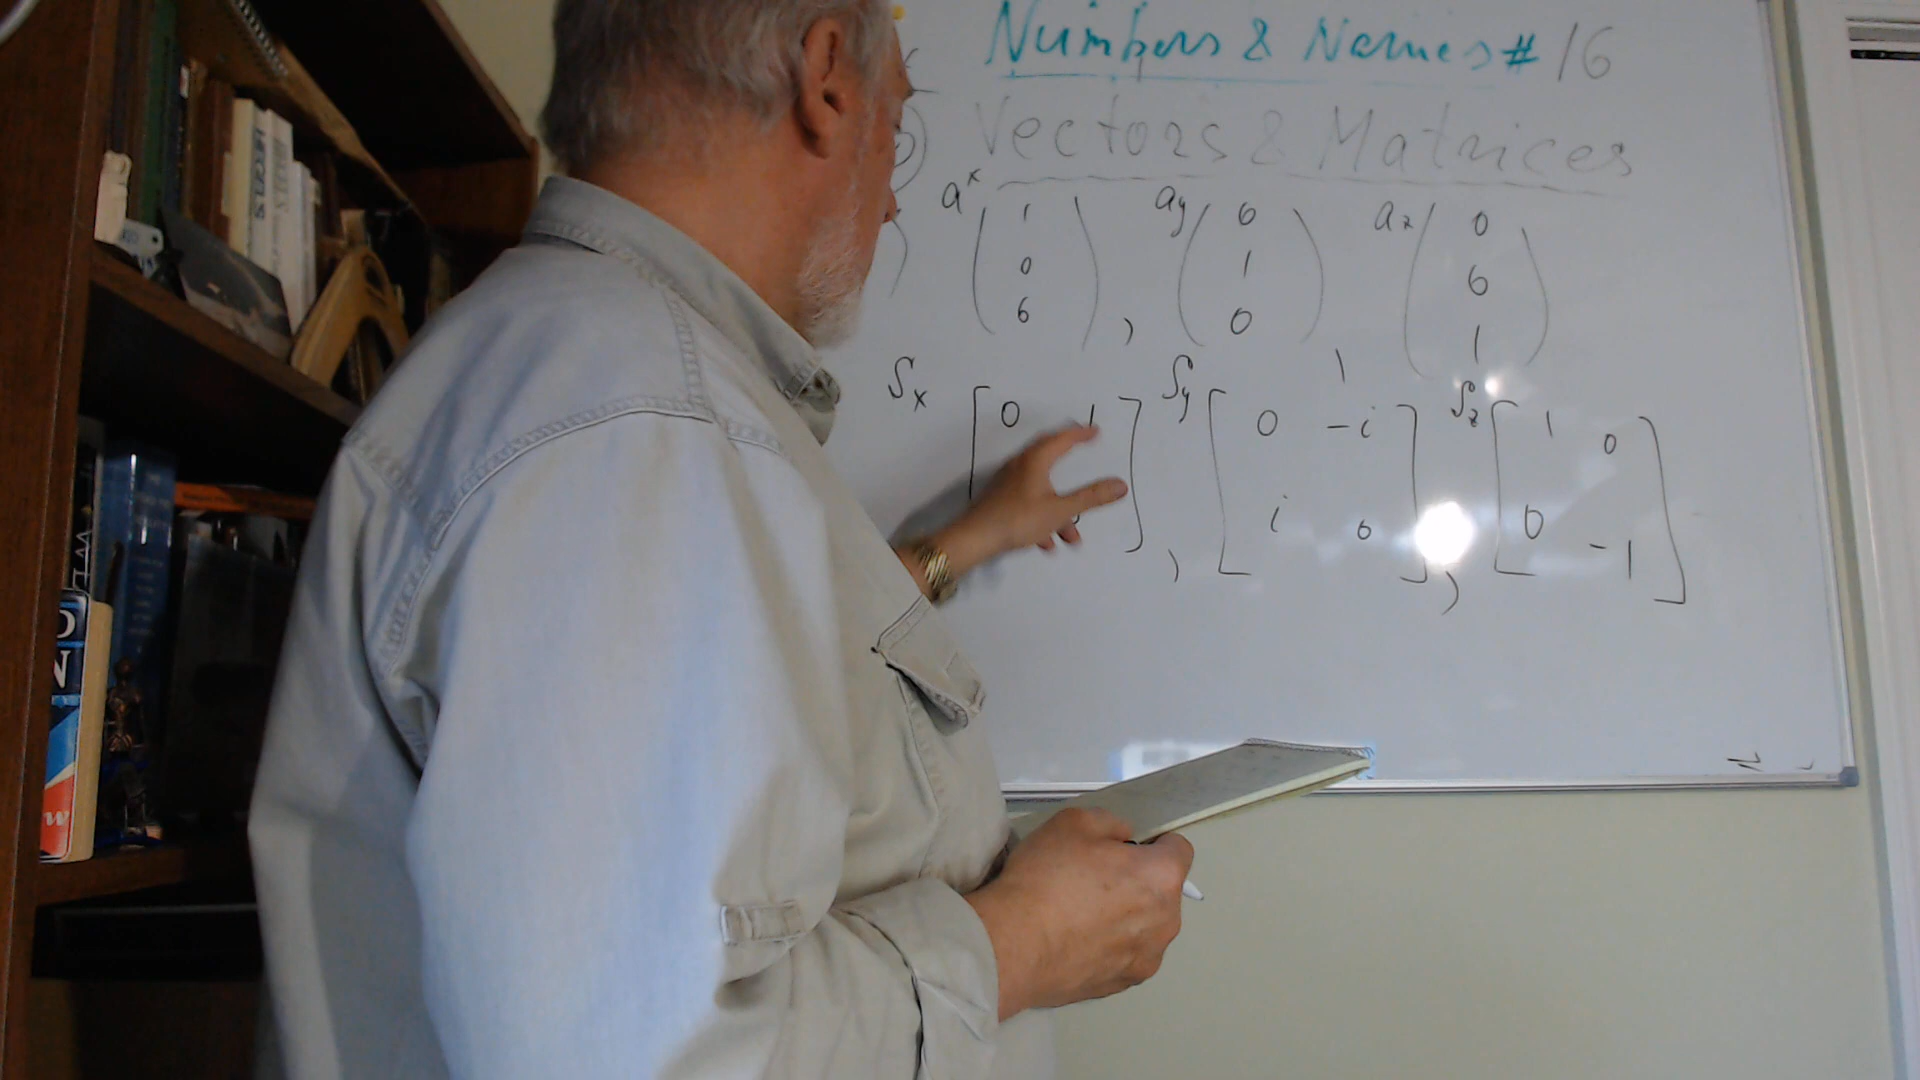 Numbers & Names # 16
Vectors & Matrices
aˣ ( 1 0 0 ) , a_y ( 0 1 0 ) , a_z ( 0 0 1 )
S_x [ 0 1 0 ] , S_y [ 0 -i i 0 ] , S_z [ 1 0 0 -1 ]
D
N
W